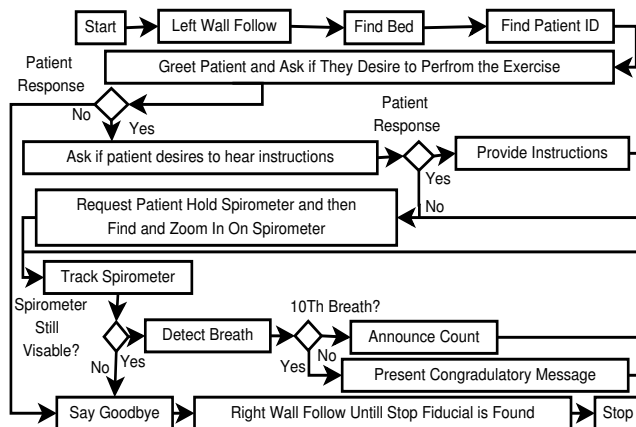 Start
Left Wall Follow
Find Bed
Find Patient ID
Patient
Response
Greet Patient and Ask if They Desire to Perfrom the Exercise
No
Yes
Patient
Response
Ask if patient desires to hear instructions
Provide Instructions
Yes
No
Request Patient Hold Spirometer and then
Find and Zoom In On Spirometer
Track Spirometer
Spirometer
Still
Visable?
10Th Breath?
Detect Breath
Announce Count
Yes
No
No
Yes
Present Congradulatory Message
Say Goodbye
Right Wall Follow Untill Stop Fiducial is Found
Stop